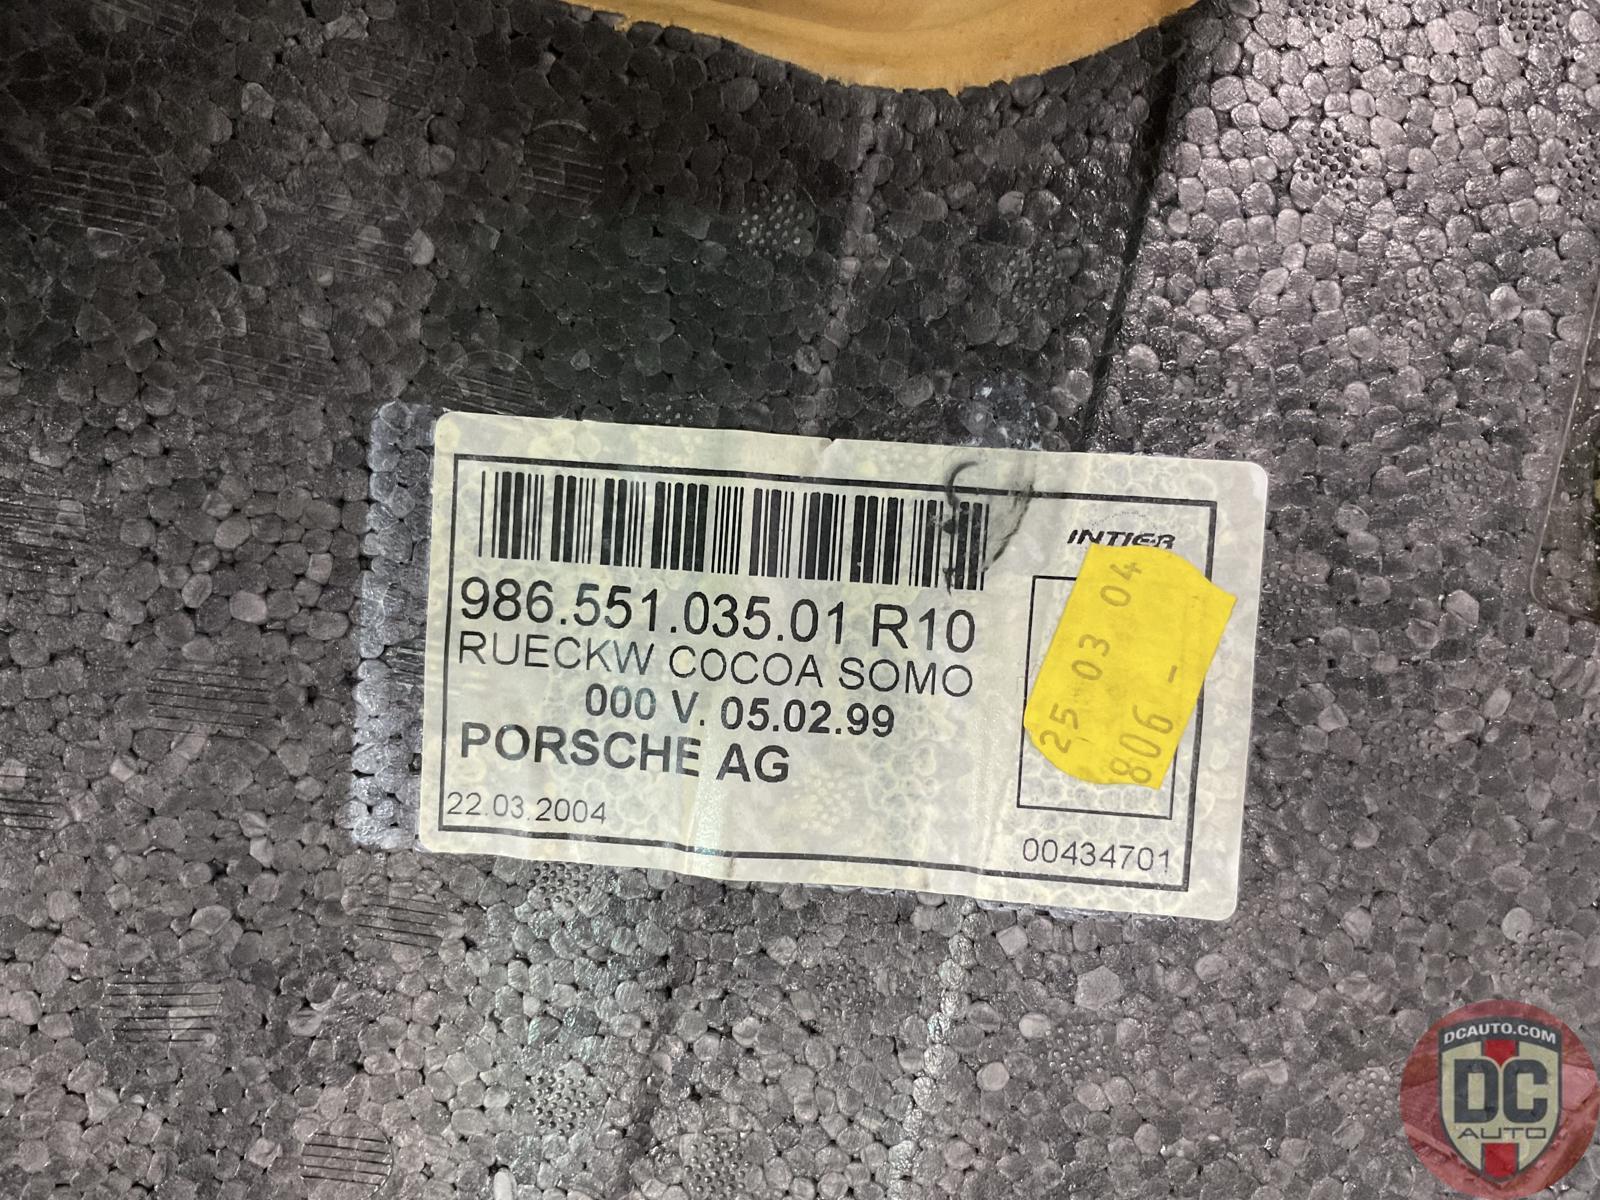 986.551.035.01 R10
RUECKW COCOA SOMO
000 V. 05.02.99
PORSCHE AG
22.03.2004
INTIER
25 03 04
806 -
00434701
DCAUTO.COM
DC
AUTO